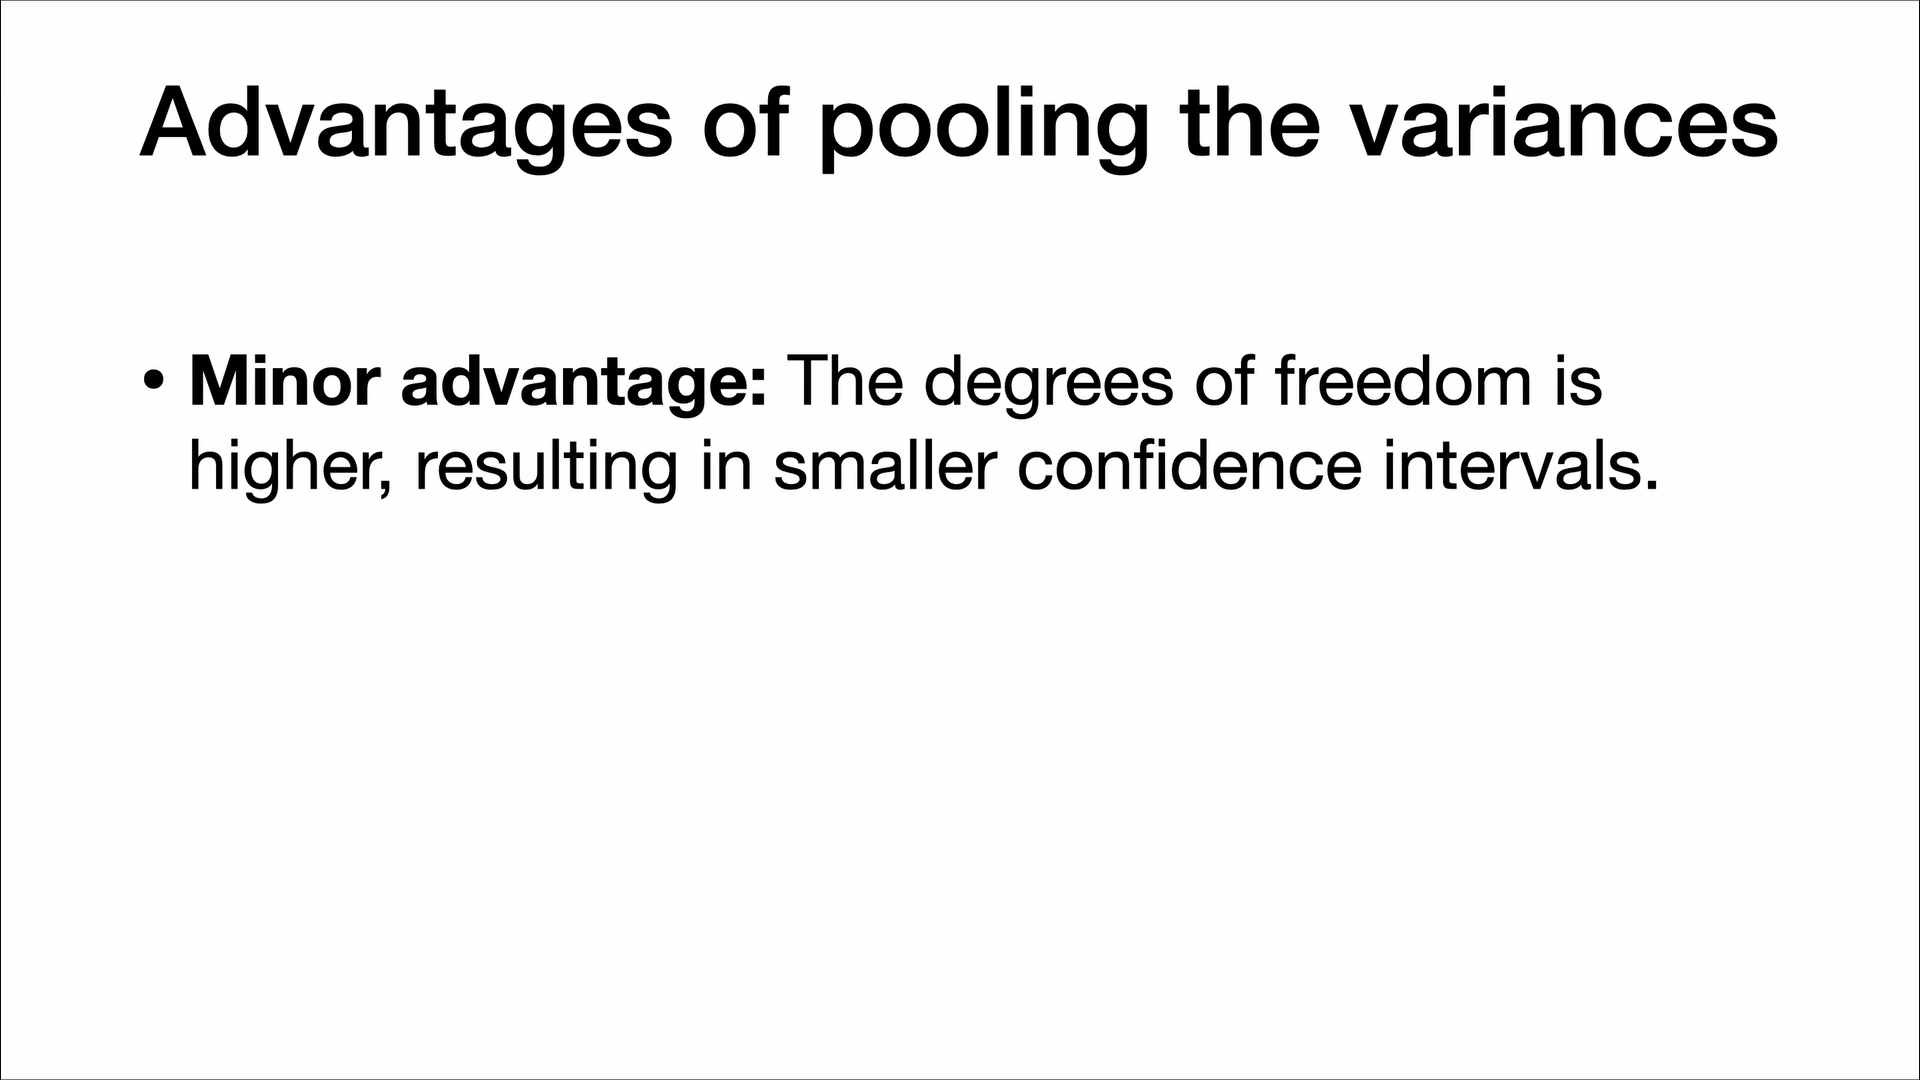 Advantages of pooling the variances
• Minor advantage: The degrees of freedom is
higher, resulting in smaller confidence intervals.